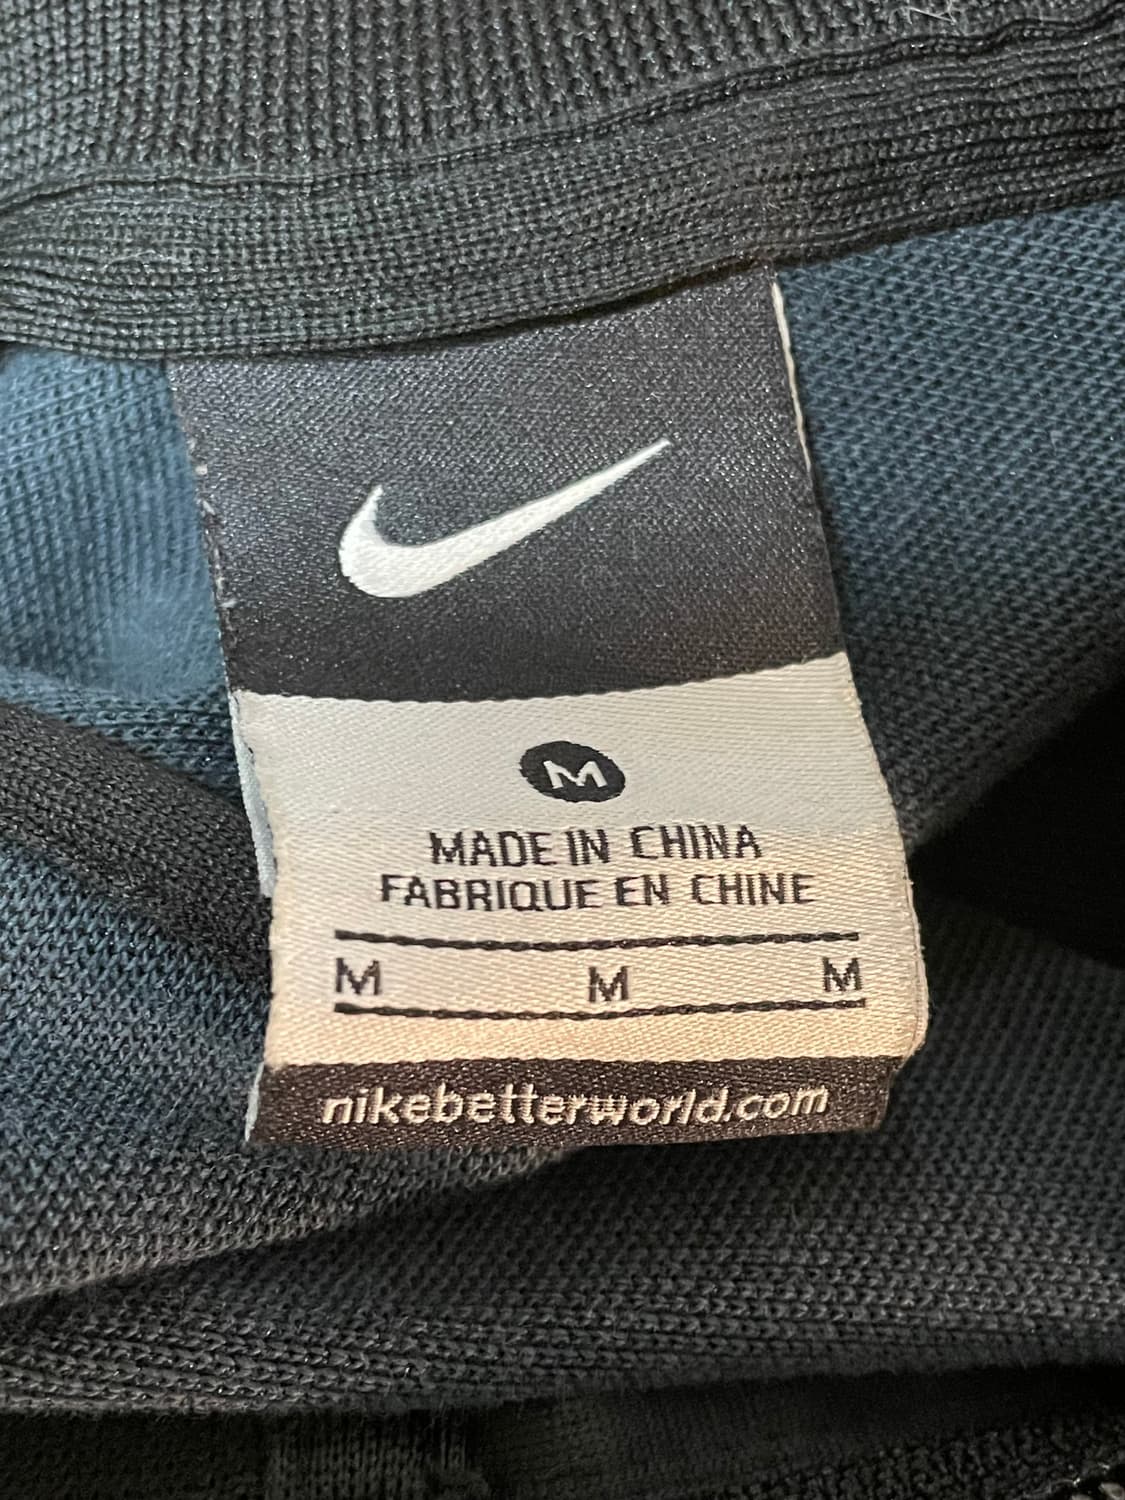 M
MADE IN CHINA
FABRIQUE EN CHINE
M M M
nikebetterworld.com